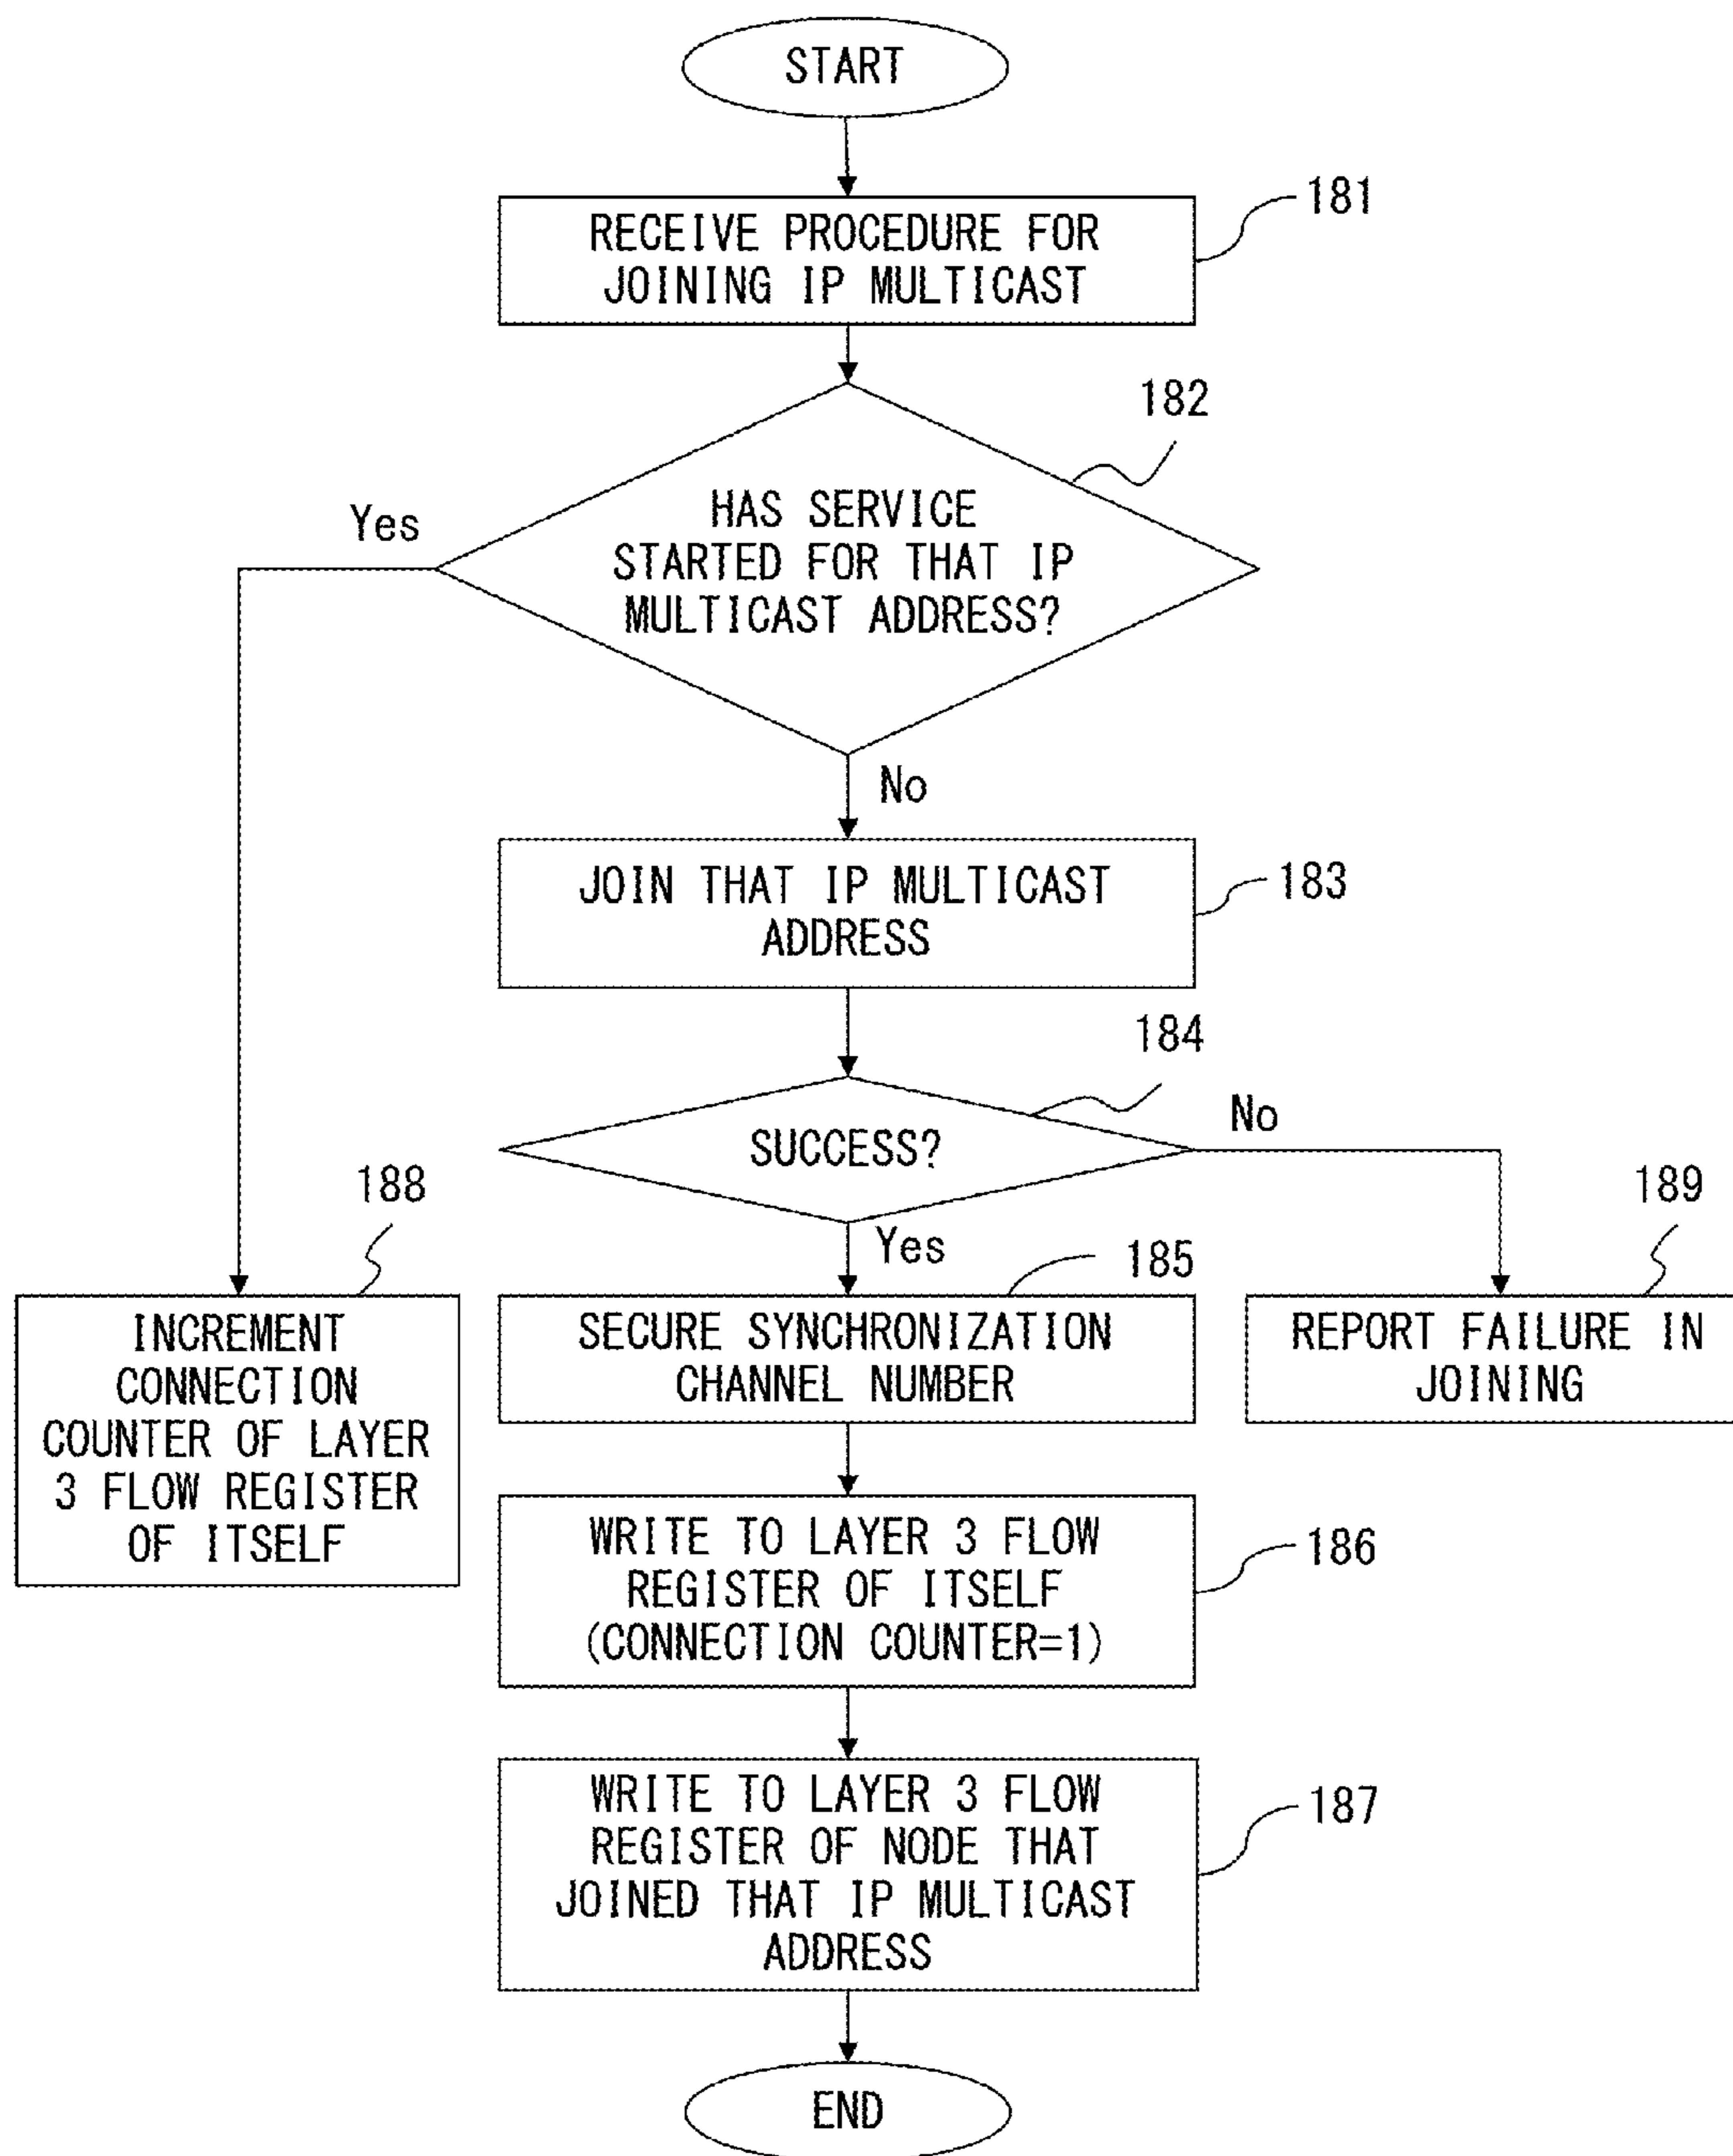 START
RECEIVE PROCEDURE FOR
JOINING IP MULTICAST
181
182
HAS SERVICE
STARTED FOR THAT IP
MULTICAST ADDRESS?
Yes
No
JOIN THAT IP MULTICAST
ADDRESS
183
184
SUCCESS?
No
Yes
188
INCREMENT
CONNECTION
COUNTER OF LAYER
3 FLOW REGISTER
OF ITSELF
185
SECURE SYNCHRONIZATION
CHANNEL NUMBER
189
REPORT FAILURE IN
JOINING
WRITE TO LAYER 3 FLOW
REGISTER OF ITSELF
(CONNECTION COUNTER=1)
186
WRITE TO LAYER 3 FLOW
REGISTER OF NODE THAT
JOINED THAT IP MULTICAST
ADDRESS
187
END